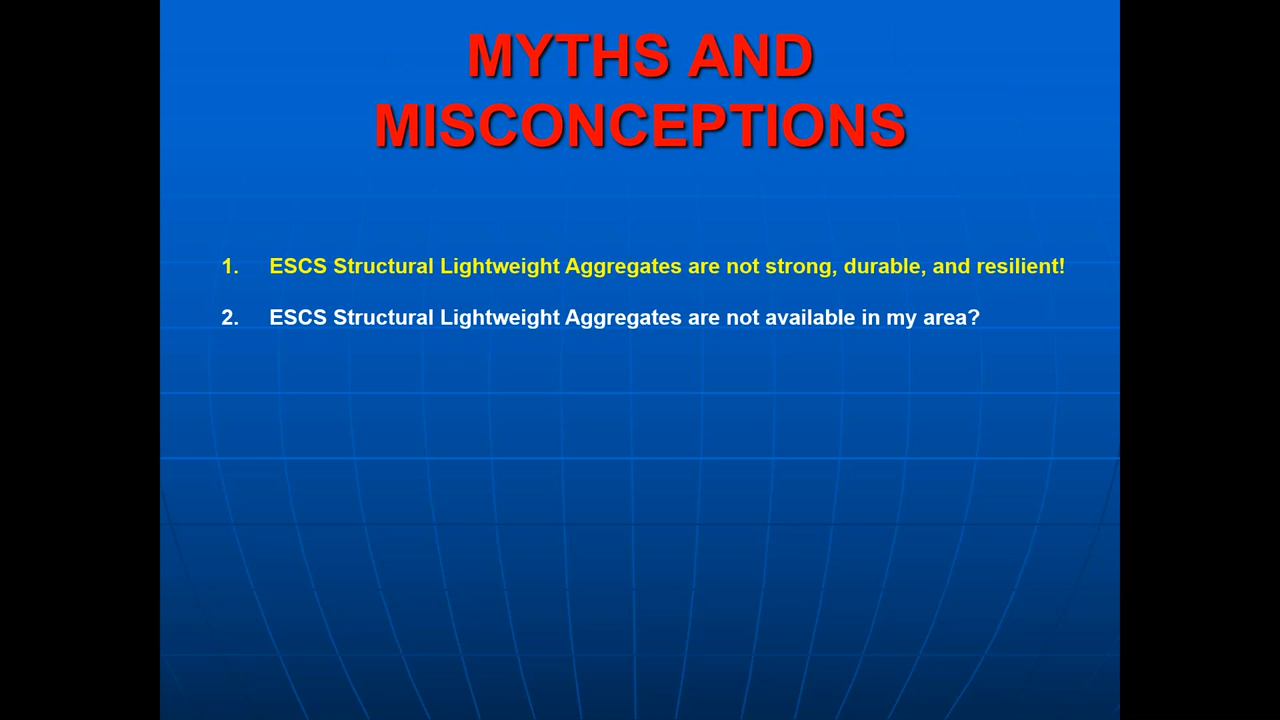 MYTHS AND
MISCONCEPTIONS
1. ESCS Structural Lightweight Aggregates are not strong, durable, and resilient!
2. ESCS Structural Lightweight Aggregates are not available in my area?